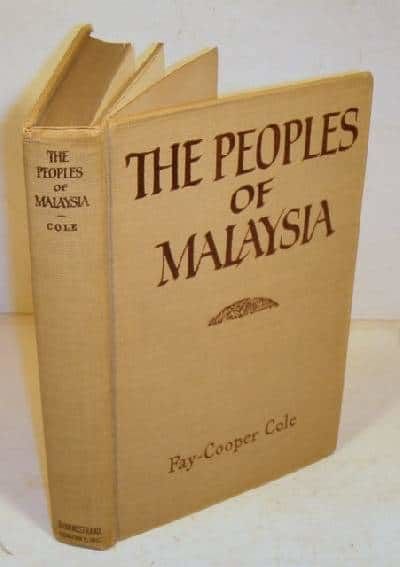 THE
PEOPLES
OF
MALAYSIA
COLE
THE PEOPLES
OF
MALAYSIA
Fay-Cooper Cole